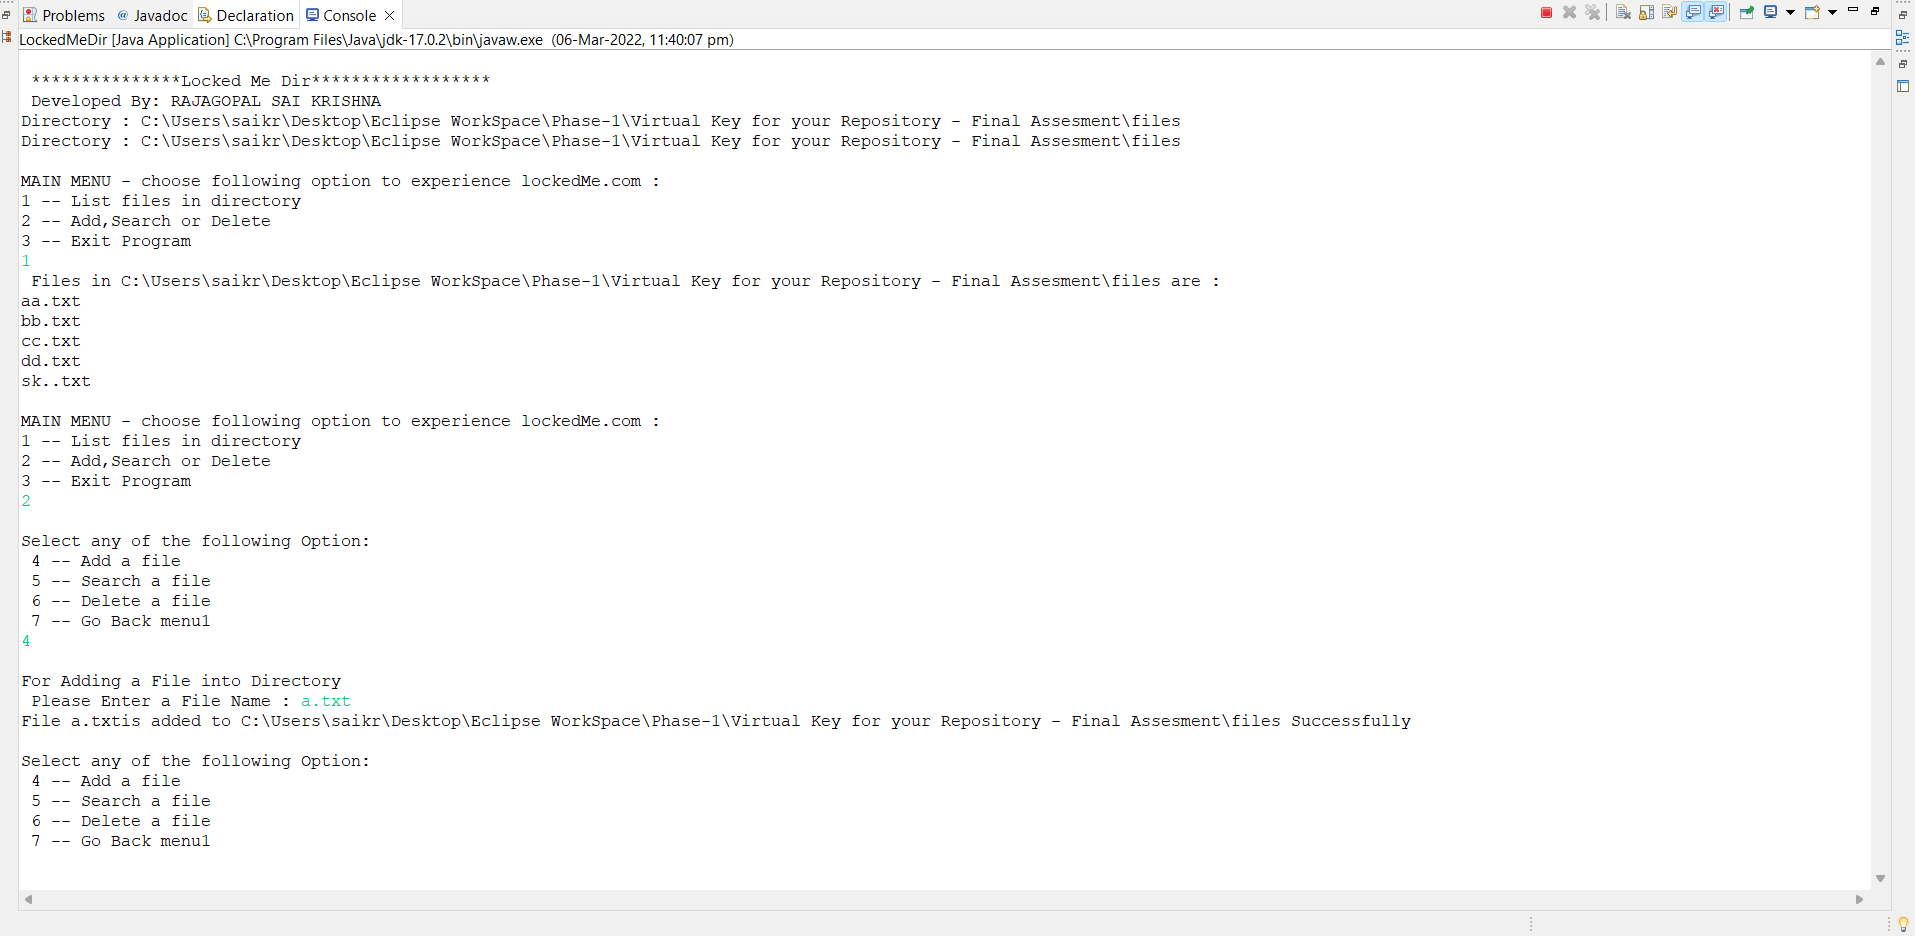 Problems @ Javadoc Declaration Console
LockedMeDir [Java Application] C:\Program Files\Java\jdk-17.0.2\bin\javaw.exe (06-Mar-2022, 11:40:07 pm)
***************Locked Me Dir******************
Developed By: RAJAGOPAL SAI KRISHNA
Directory : C:\Users\saikr\Desktop\Eclipse WorkSpace\Phase-1\Virtual Key for your Repository - Final Assesment\files
Directory : C:\Users\saikr\Desktop\Eclipse WorkSpace\Phase-1\Virtual Key for your Repository - Final Assesment\files
MAIN MENU - choose following option to experience lockedMe.com :
1 -- List files in directory
2 -- Add,Search or Delete
3 -- Exit Program
1
Files in C:\Users\saikr\Desktop\Eclipse WorkSpace\Phase-1\Virtual Key for your Repository - Final Assesment\files are :
aa.txt
bb.txt
cc.txt
dd.txt
sk..txt
MAIN MENU - choose following option to experience lockedMe.com :
1 -- List files in directory
2 -- Add,Search or Delete
3 -- Exit Program
2
Select any of the following Option:
4 -- Add a file
5 -- Search a file
6 -- Delete a file
7 -- Go Back menu1
4
For Adding a File into Directory
Please Enter a File Name : a.txt
File a.txtis added to C:\Users\saikr\Desktop\Eclipse WorkSpace\Phase-1\Virtual Key for your Repository - Final Assesment\files Successfully
Select any of the following Option:
4 -- Add a file
5 -- Search a file
6 -- Delete a file
7 -- Go Back menu1